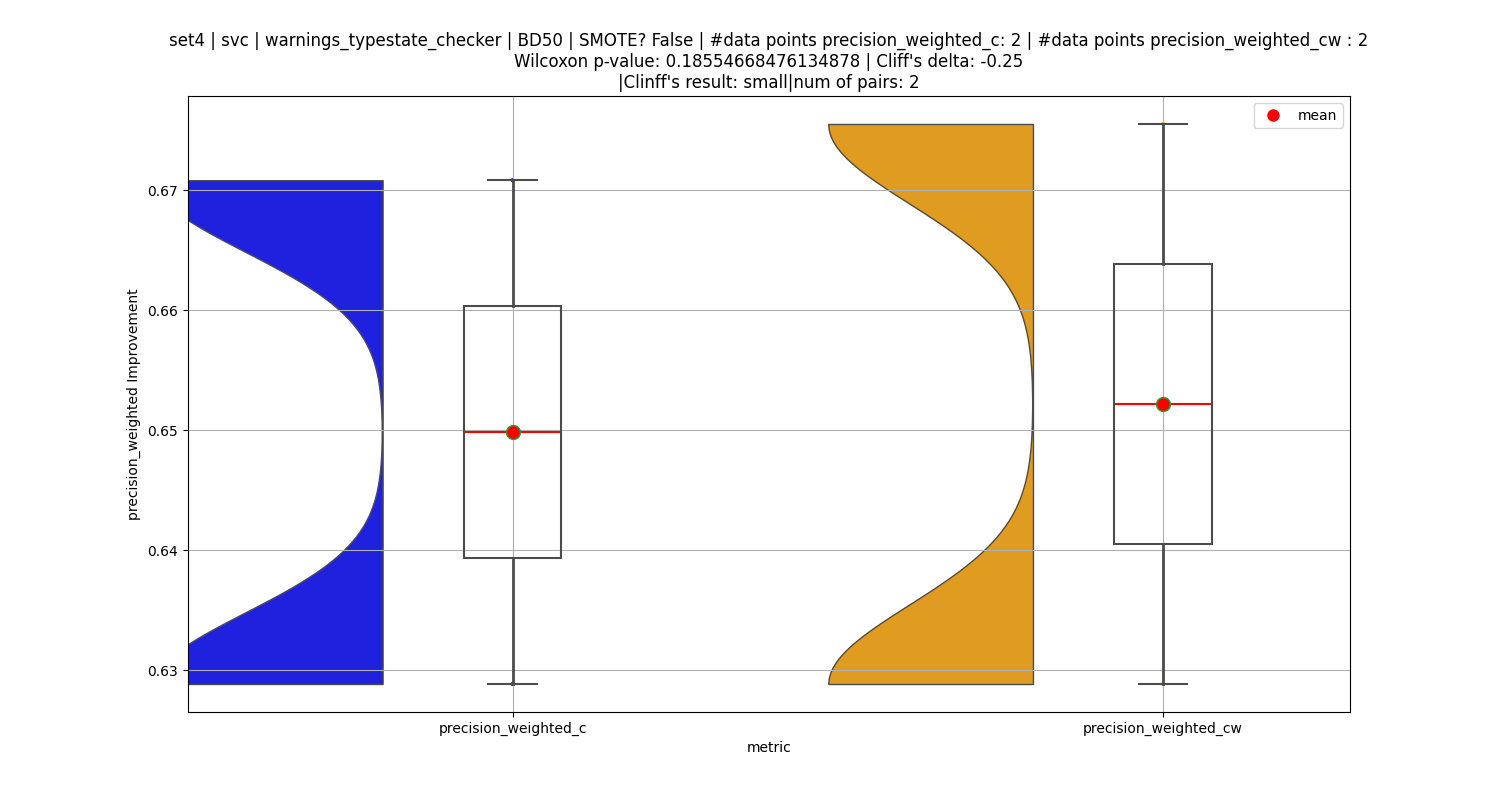 set4 | svc | warnings_typestate_checker | BD50 | SMOTE? False | #data points precision_weighted_c: 2 | #data points precision_weighted_cw : 2
Wilcoxon p-value: 0.18554668476134878 | Cliff's delta: -0.25
|Clinff's result: small|num of pairs: 2
mean
0.67
0.66
0.65
0.64
0.63
precision_weighted Improvement
precision_weighted_c
precision_weighted_cw
metric